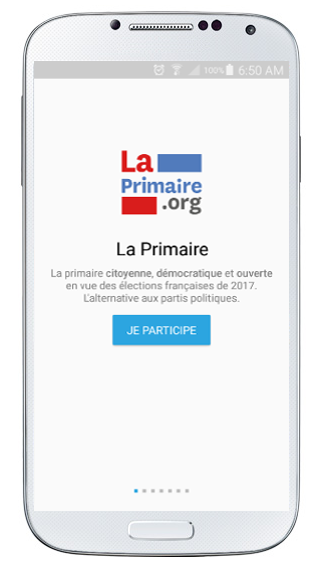 100% 6:50 AM
La
Primaire
.org
La Primaire
La primaire citoyenne, démocratique et ouverte
en vue des élections françaises de 2017.
L'alternative aux partis politiques.
JE PARTICIPE